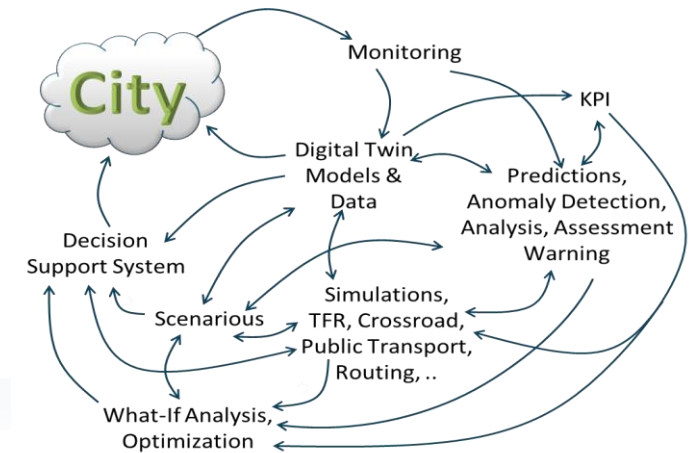 City
Monitoring
KPI
Digital Twin,
Models &
Data
Predictions,
Anomaly Detection,
Analysis, Assessment
Warning
Decision
Support System
Scenarious
Simulations,
TFR, Crossroad,
Public Transport,
Routing, ..
What-If Analysis,
Optimization